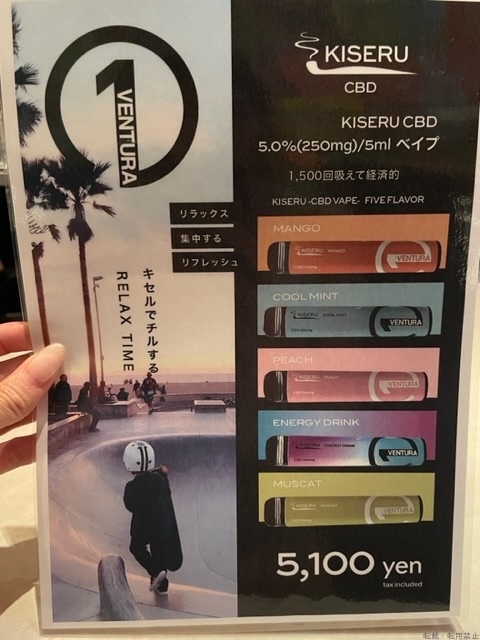 1
VENTURA
KISERU
CBD
KISERU CBD
5.0%(250mg)/5ml ベイプ
1,500回吸えて経済的
KISERU -CBD VAPE- FIVE FLAVOR
リラックス
集中する
リフレッシュ
キセルでチルする
RELAX TIME
MANGO
KISERU
MANGO
VENTURA
COOL MINT
KISERU
COOL MINT
VENTURA
PEACH
KISERU
PEACH
VENTURA
ENERGY DRINK
KISERU
ENERGY DRINK
VENTURA
MUSCAT
KISERU
MUSCAT
VENTURA
5,100 yen
tax included
転載・転用禁止